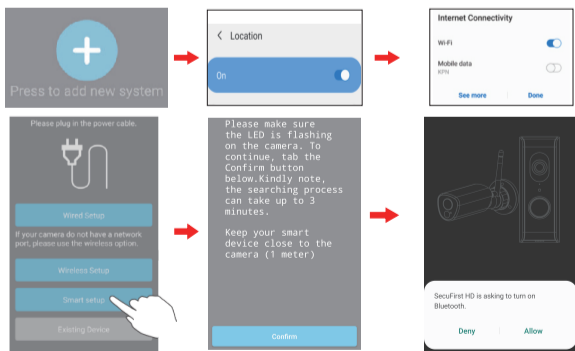 Press to add new system
Location
On
Internet Connectivity
Wi-Fi
Mobile data
KPN
See more
Done
Please plug in the power cable.
Wired Setup
If your camera do not have a network
port, please use the wireless option.
Wireless Setup
Smart setup
Existing Device
Please make sure
the LED is flashing
on the camera. To
continue, tab the
Confirm button
below.Kindly note,
the searching process
can take up to 3
minutes.
Keep your smart
device close to the
camera (1 meter)
Confirm
SecuFirst HD is asking to turn on
Bluetooth.
Deny
Allow